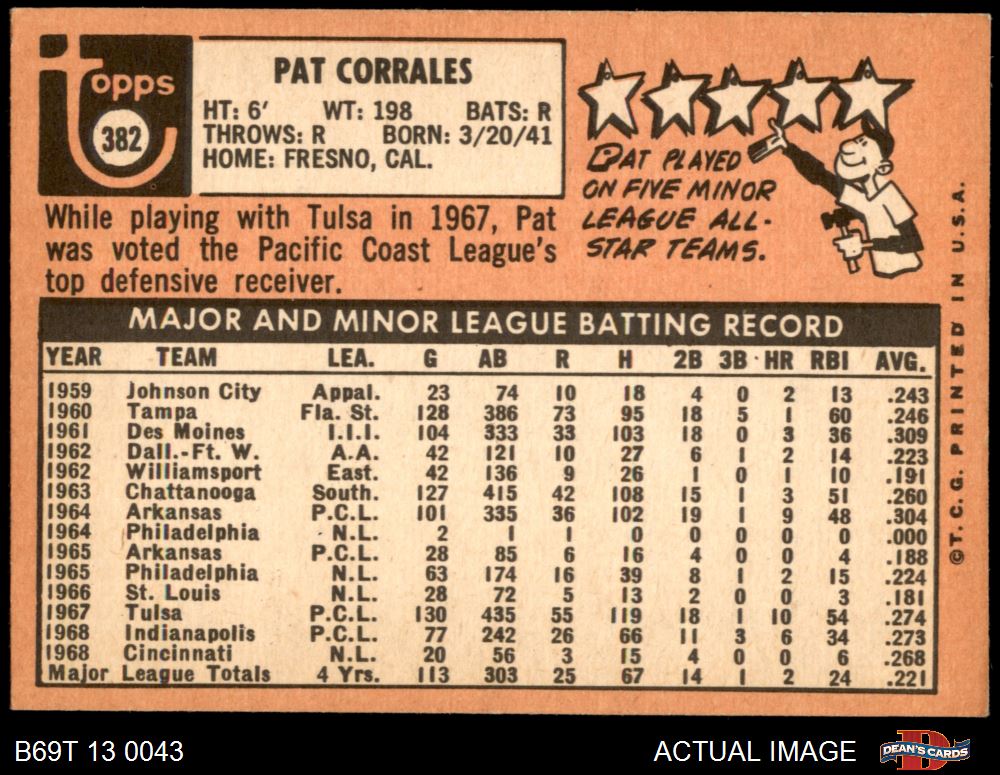 Topps
382
PAT CORRALES
HT: 6' WT: 198 BATS: R
THROWS: R BORN: 3/20/41
HOME: FRESNO, CAL.
While playing with Tulsa in 1967, Pat
was voted the Pacific Coast League's
top defensive receiver.
PAT PLAYED
ON FIVE MINOR
LEAGUE ALL-
STAR TEAMS.
MAJOR AND MINOR LEAGUE BATTING RECORD
YEAR TEAM LEA. G AB R H 2B 3B HR RBI AVG.
1959 Johnson City Appal. 23 74 10 18 4 0 2 13 .243
1960 Tampa Fla. St. 128 386 73 95 18 5 1 60 .246
1961 Des Moines I.I.I. 104 333 33 103 18 0 3 36 .309
1962 Dall.-Ft. W. A.A. 42 121 10 27 6 1 2 14 .223
1962 Williamsport East. 42 136 9 26 1 0 1 10 .191
1963 Chattanooga South. 127 415 42 108 15 1 3 51 .260
1964 Arkansas P.C.L. 101 335 36 102 19 1 9 48 .304
1964 Philadelphia N.L. 2 1 1 0 0 0 0 0 .000
1965 Arkansas P.C.L. 28 85 6 16 4 0 0 4 .188
1965 Philadelphia N.L. 63 174 16 39 8 1 2 15 .224
1966 St. Louis N.L. 28 72 5 13 2 0 0 3 .181
1967 Tulsa P.C.L. 130 435 55 119 18 1 10 54 .274
1968 Indianapolis P.C.L. 77 242 26 66 11 3 6 34 .273
1968 Cincinnati N.L. 20 56 3 15 4 0 0 6 .268
Major League Totals 4 Yrs. 113 303 25 67 14 1 2 24 .221
©T. C. G. PRINTED IN U.S.A.
B69T 13 0043
ACTUAL IMAGE
DEAN'S CARDS